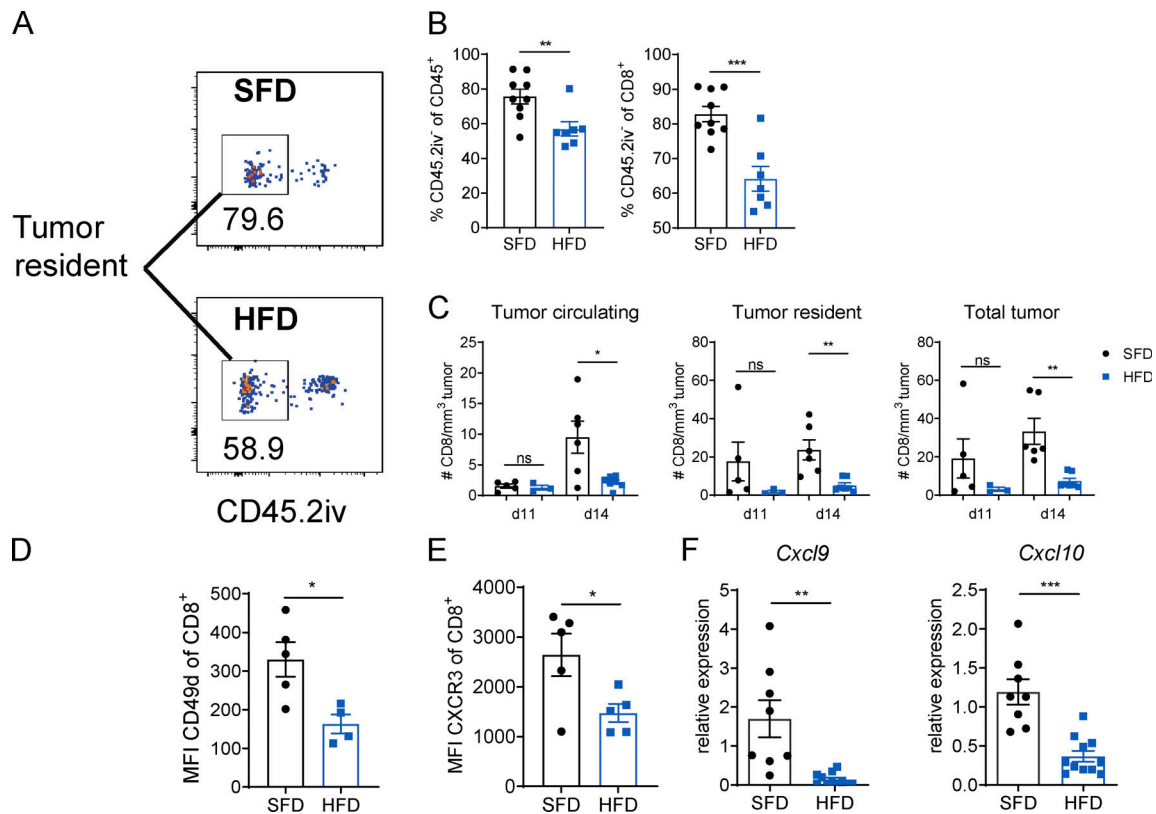 A
SFD
79.6
Tumor
resident
HFD
58.9
CD45.2iv
B
**
% CD45.2iv⁻ of CD45⁺
100
80
60
40
20
0
SFD HFD
***
% CD45.2iv⁻ of CD8⁺
100
90
80
70
60
50
SFD HFD
C
Tumor circulating
# CD8/mm³ tumor
25
20
15
10
5
0
ns
*
d11 d14
Tumor resident
# CD8/mm³ tumor
80
60
40
20
0
ns
**
d11 d14
Total tumor
# CD8/mm³ tumor
80
60
40
20
0
ns
**
d11 d14
SFD
HFD
D
MFI CD49d of CD8⁺
500
400
300
200
100
0
*
SFD HFD
E
MFI CXCR3 of CD8⁺
4000
3000
2000
1000
0
*
SFD HFD
F
Cxcl9
relative expression
5
4
3
2
1
0
**
SFD HFD
Cxcl10
relative expression
2.5
2.0
1.5
1.0
0.5
0.0
***
SFD HFD